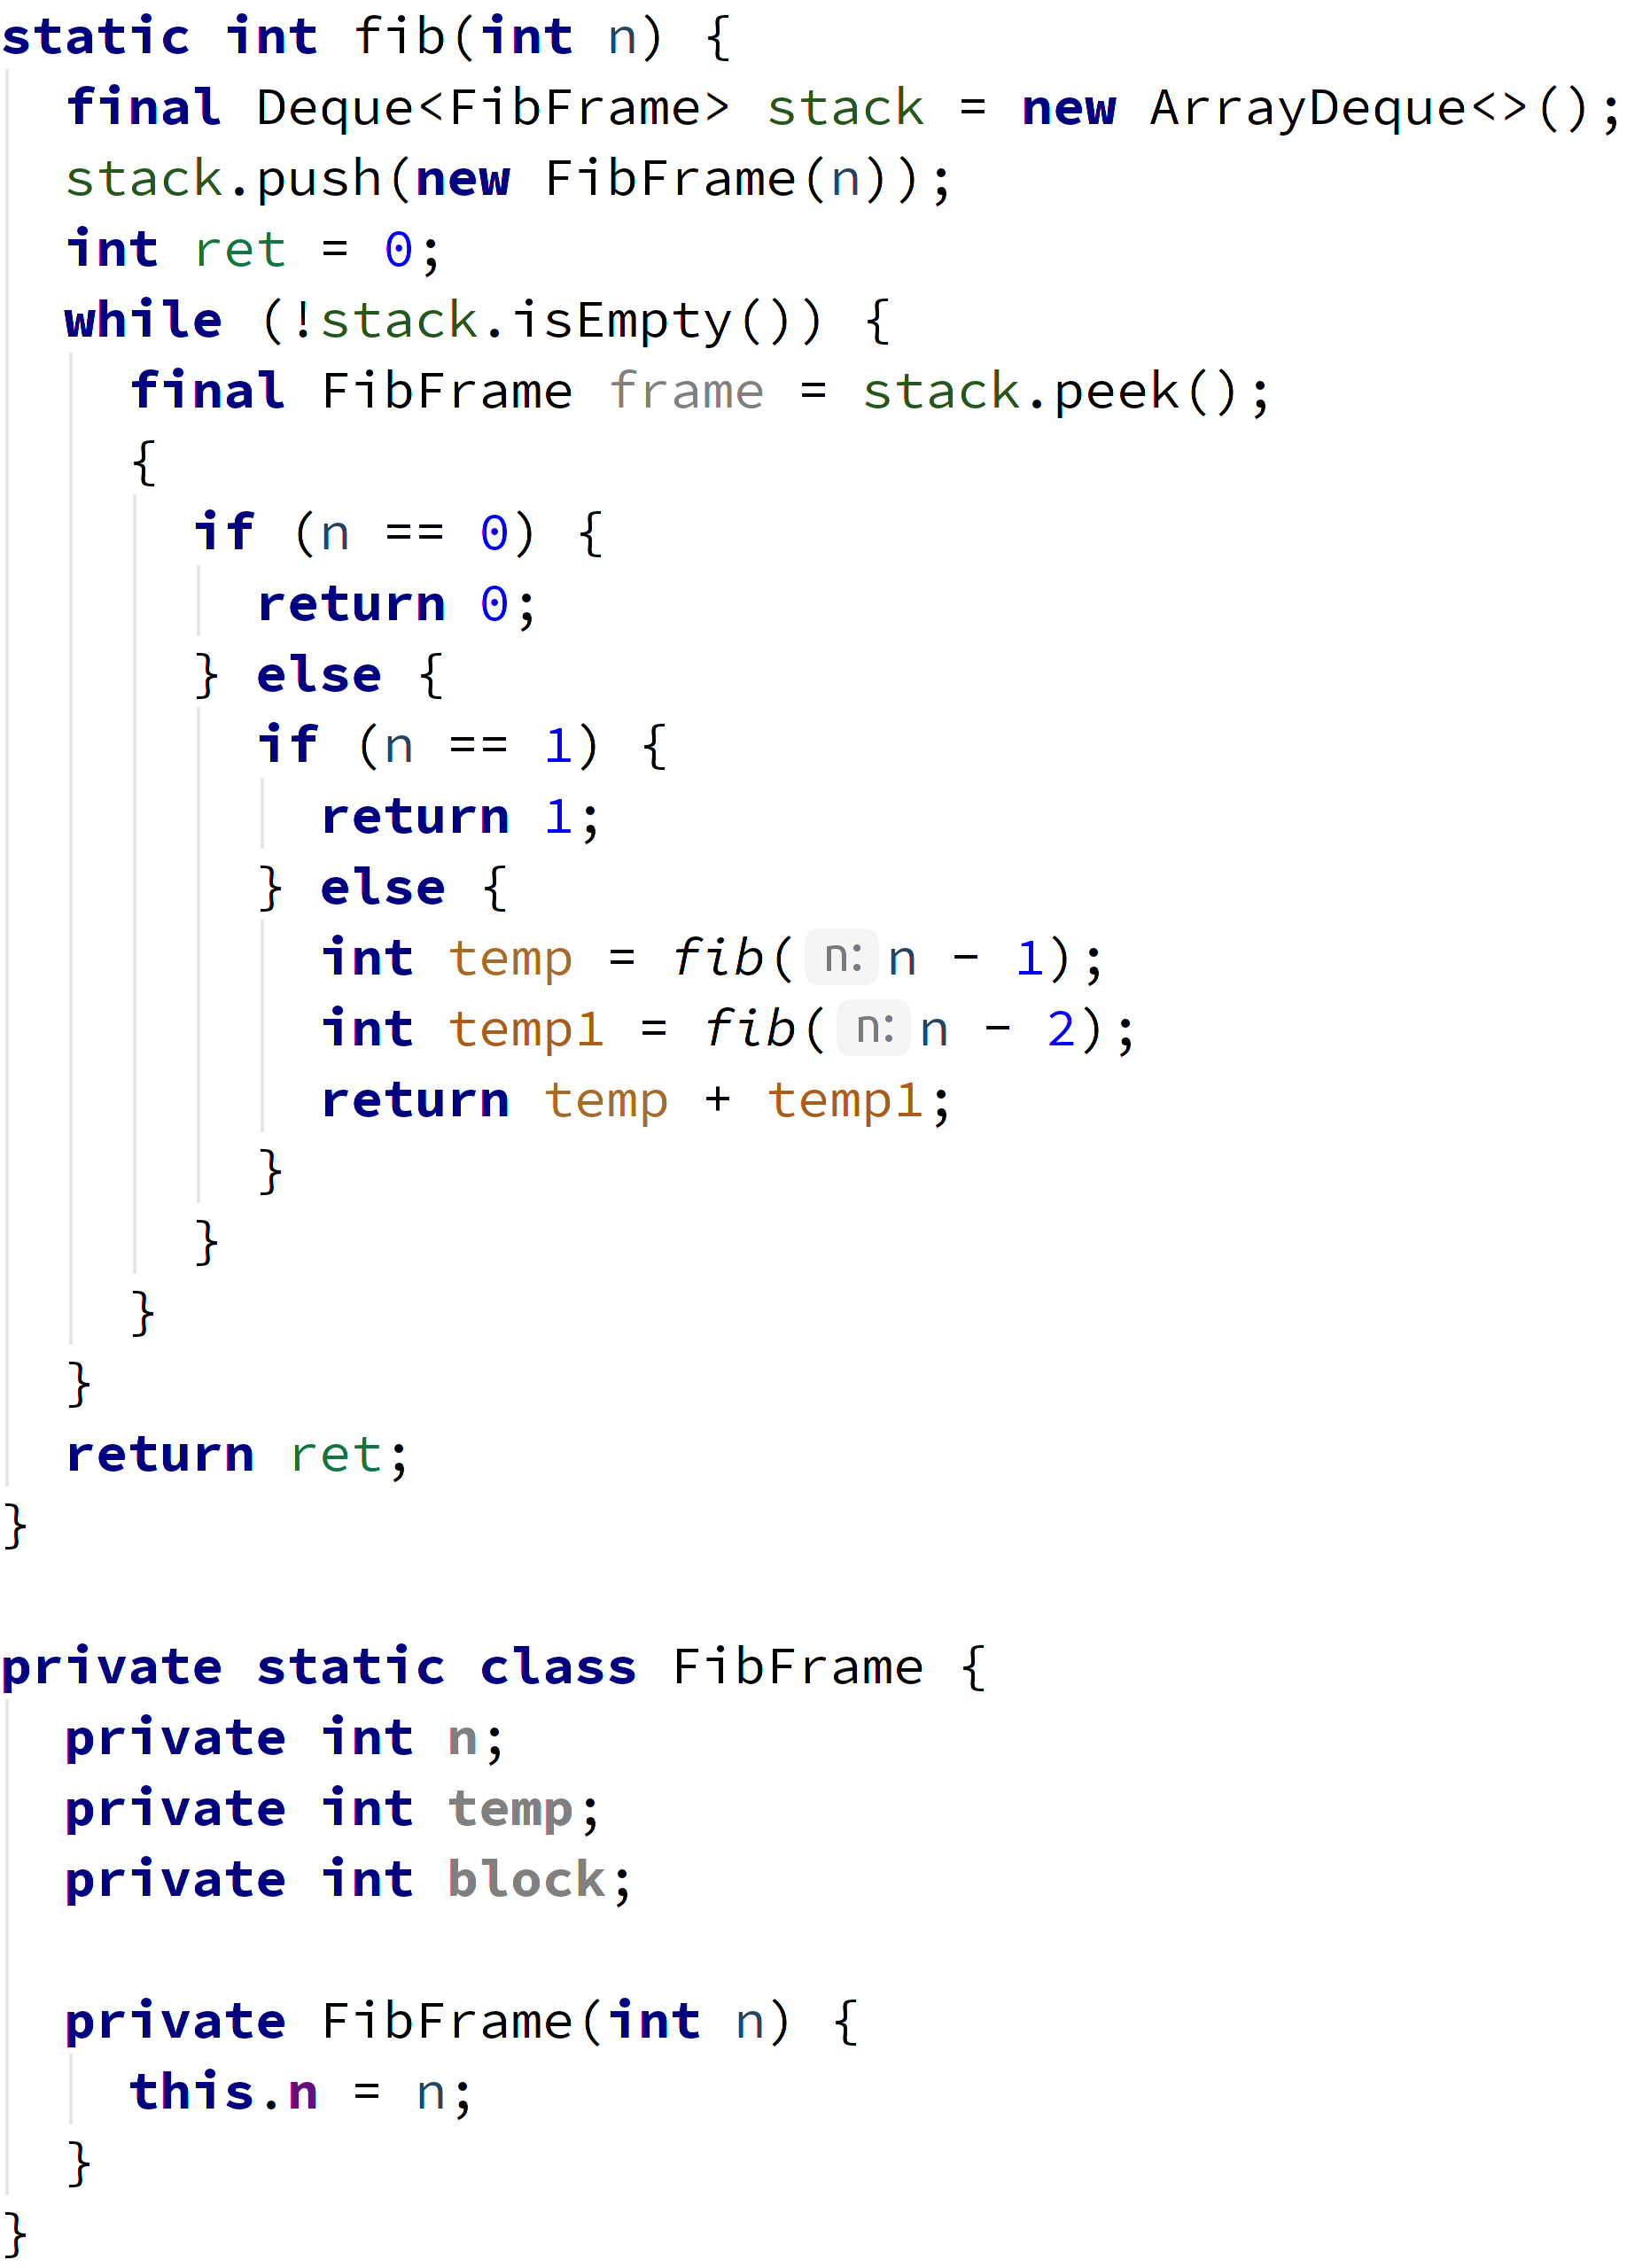 static int fib(int n) {
  final Deque<FibFrame> stack = new ArrayDeque<>();
  stack.push(new FibFrame(n));
  int ret = 0;
  while (!stack.isEmpty()) {
    final FibFrame frame = stack.peek();
    {
      if (n == 0) {
        return 0;
      } else {
        if (n == 1) {
          return 1;
        } else {
          int temp = fib( n: n - 1);
          int temp1 = fib( n: n - 2);
          return temp + temp1;
        }
      }
    }
  }
  return ret;
}

private static class FibFrame {
  private int n;
  private int temp;
  private int block;

  private FibFrame(int n) {
    this.n = n;
  }
}